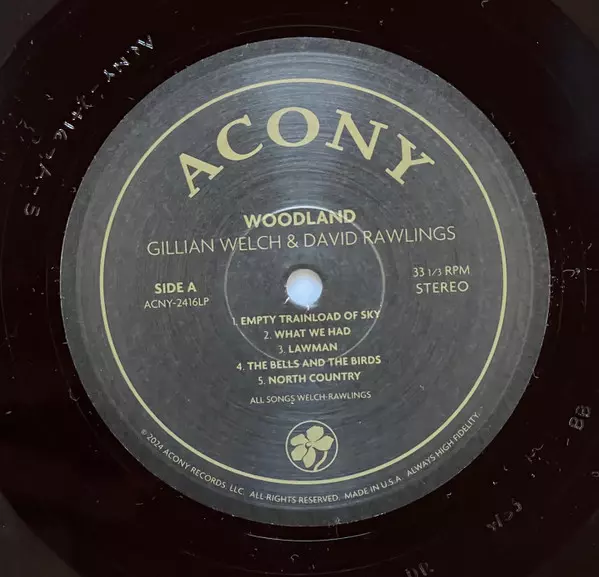 ACONY
WOODLAND
GILLIAN WELCH & DAVID RAWLINGS
SIDE A
ACNY-2416LP
33 1/3 RPM
STEREO
1. EMPTY TRAINLOAD OF SKY
2. WHAT WE HAD
3. LAWMAN
4. THE BELLS AND THE BIRDS
5. NORTH COUNTRY
ALL SONGS WELCH-RAWLINGS
© 2024 ACONY RECORDS, LLC. ALL RIGHTS RESERVED. MADE IN U.S.A. ALWAYS HIGH FIDELITY.